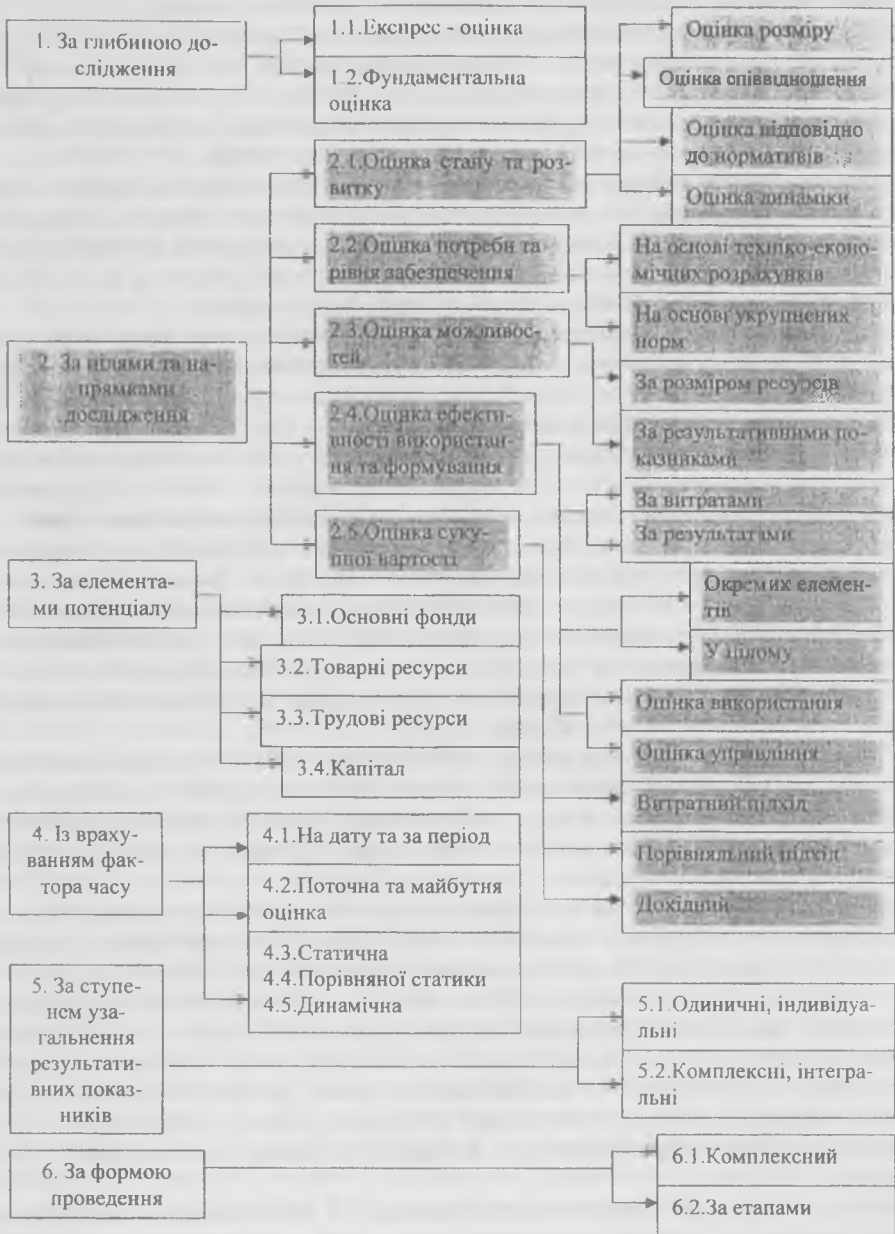 1. За глибиною до-
слідження
1.1.Експрес - оцінка
1.2.Фундаментальна
оцінка
Оцінка розміру
Оцінка співвідношення
Оцінка відповідно
до нормативів
Оцінка динаміки
2. За цілями та на-
прямками
дослідження
2.1.Оцінка стану та роз-
витку
2.2.Оцінка потреби та
рівня забезпечення
2.3.Оцінка можливос-
тей
2.4.Оцінка ефекти-
вності використан-
ня та формування
2.5.Оцінка суку-
пної вартості
На основі техніко-еконо-
мічних розрахунків
На основі укрупнених
норм
За розміром ресурсів
За результативними по-
казниками
За витратами
За результатами
Окремих елемен-
тів
У цілому
Оцінка використання
Оцінка управління
Витратний підхід
Порівняльний підхід
Дохідний
3. За елемента-
ми потенціалу
3.1.Основні фонди
3.2.Товарні ресурси
3.3.Трудові ресурси
3.4.Капітал
4. Із враху-
ванням фак-
тора часу
4.1.На дату та за період
4.2.Поточна та майбутня
оцінка
4.3.Статична
4.4.Порівняної статики
4.5.Динамічна
5. За ступе-
нем уза-
гальнення
результати-
вних показ-
ників
5.1.Одиничні, індивіду-
альні
5.2.Комплексні, інтегра-
льні
6. За формою
проведення
6.1.Комплексний
6.2.За етапами